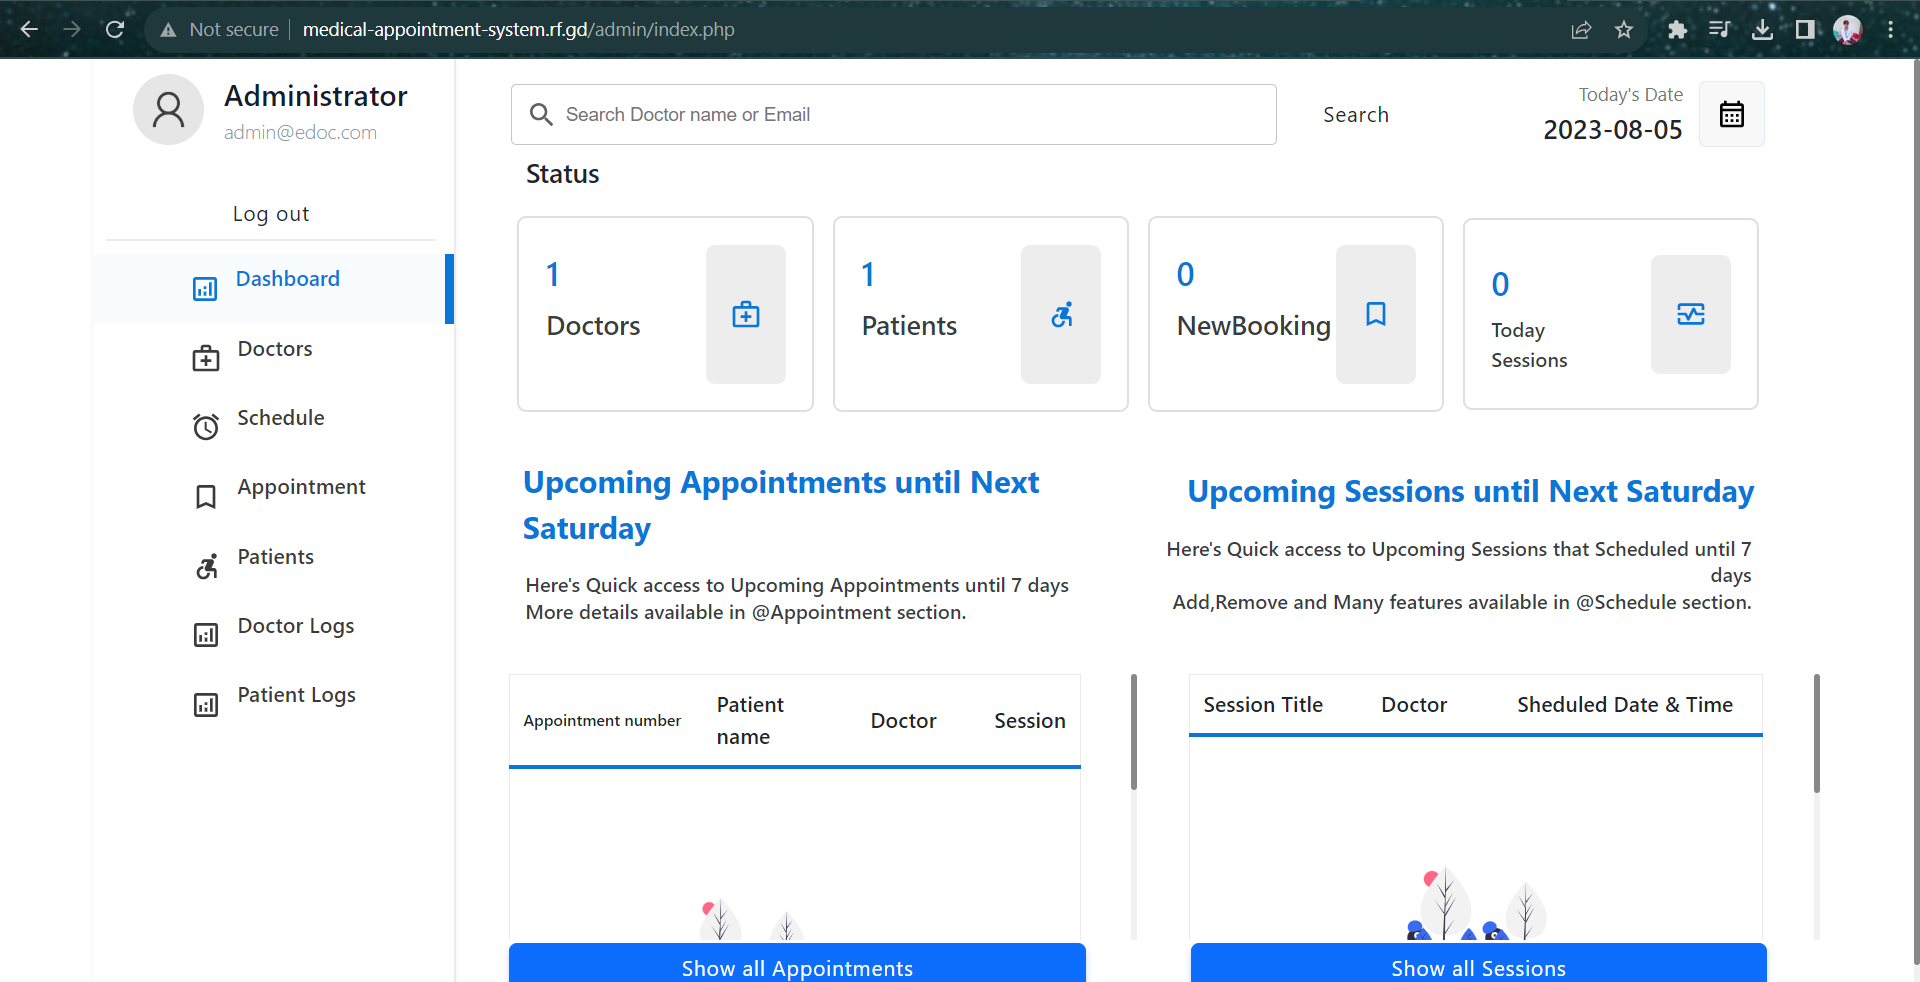 Not secure
medical-appointment-system.rf.gd/admin/index.php
Administrator
admin@edoc.com
Log out
Dashboard
Doctors
Schedule
Appointment
Patients
Doctor Logs
Patient Logs
Search Doctor name or Email
Search
Today's Date
2023-08-05
Status
1
Doctors
1
Patients
0
NewBooking
0
Today
Sessions
Upcoming Appointments until Next
Saturday
Here's Quick access to Upcoming Appointments until 7 days
More details available in @Appointment section.
Upcoming Sessions until Next Saturday
Here's Quick access to Upcoming Sessions that Scheduled until 7
days
Add,Remove and Many features available in @Schedule section.
Appointment number
Patient
name
Doctor
Session
Show all Appointments
Session Title
Doctor
Sheduled Date & Time
Show all Sessions